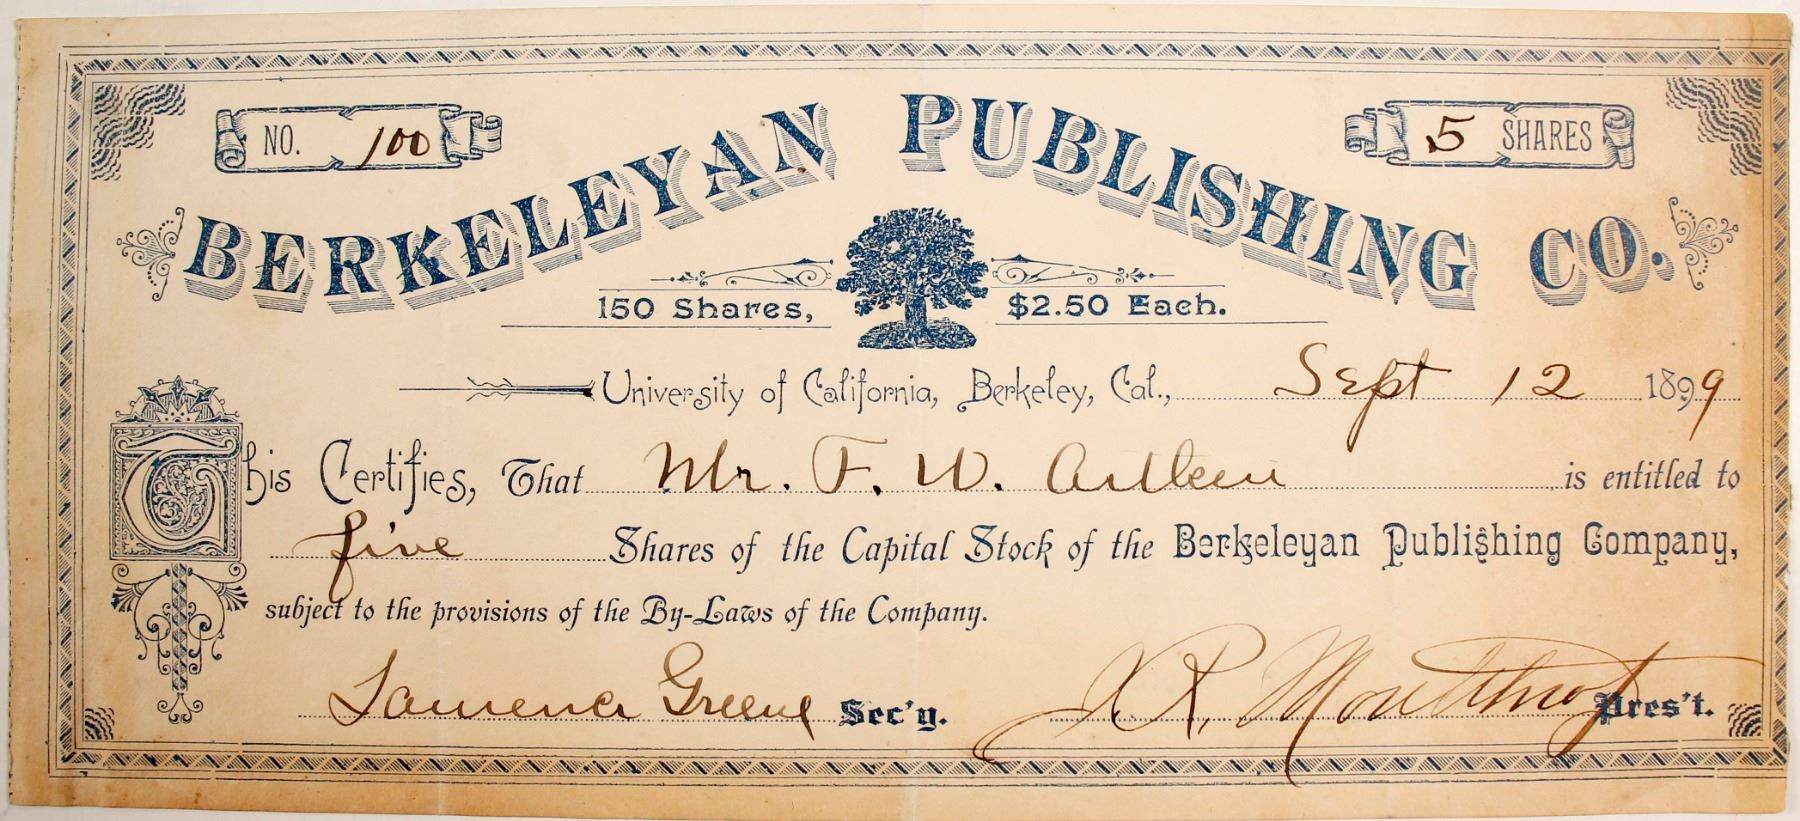 NO. 100
5 SHARES
BERKELEYAN PUBLISHING CO.
150 Shares, $2.50 Each.
University of California, Berkeley, Cal., Sept 12 1899
This Certifies, That Mr. F. W. Aitken is entitled to
five Shares of the Capital Stock of the Berkeleyan Publishing Company,
subject to the provisions of the By-Laws of the Company.
Lawrence Greene Sec'y. J. R. Pres't.